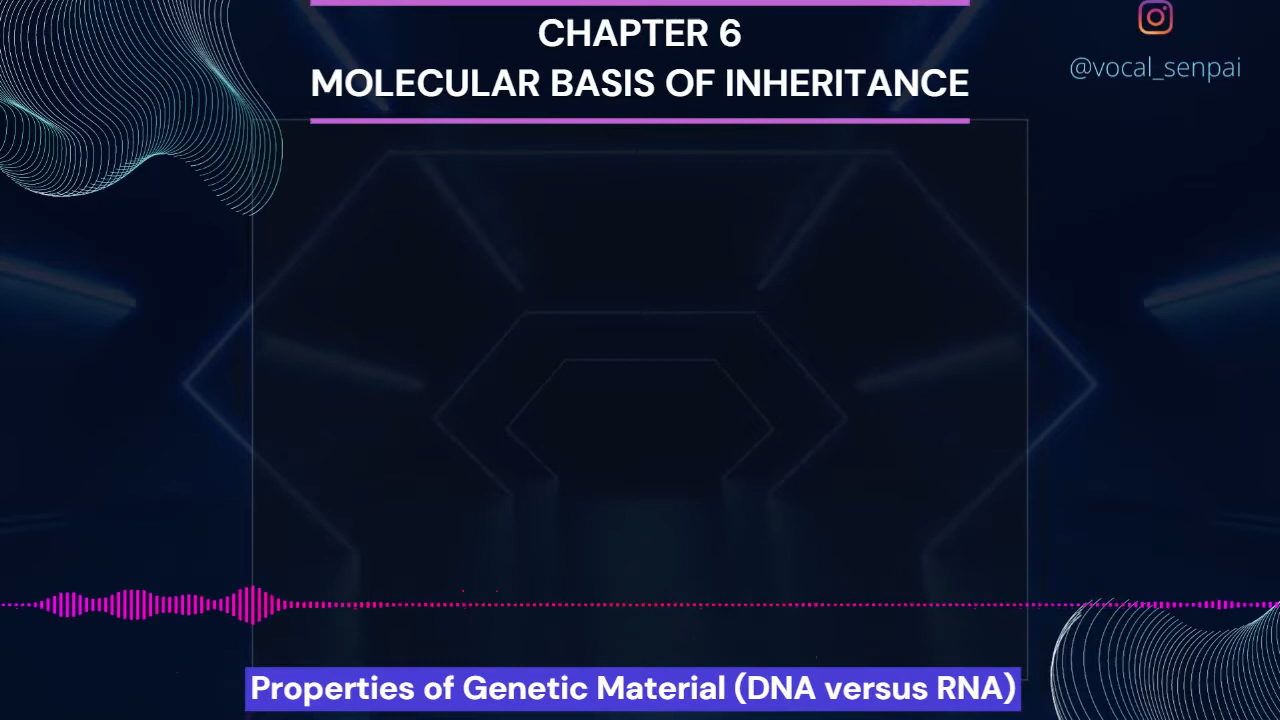 CHAPTER 6
MOLECULAR BASIS OF INHERITANCE
@vocal_senpai
Properties of Genetic Material (DNA versus RNA)